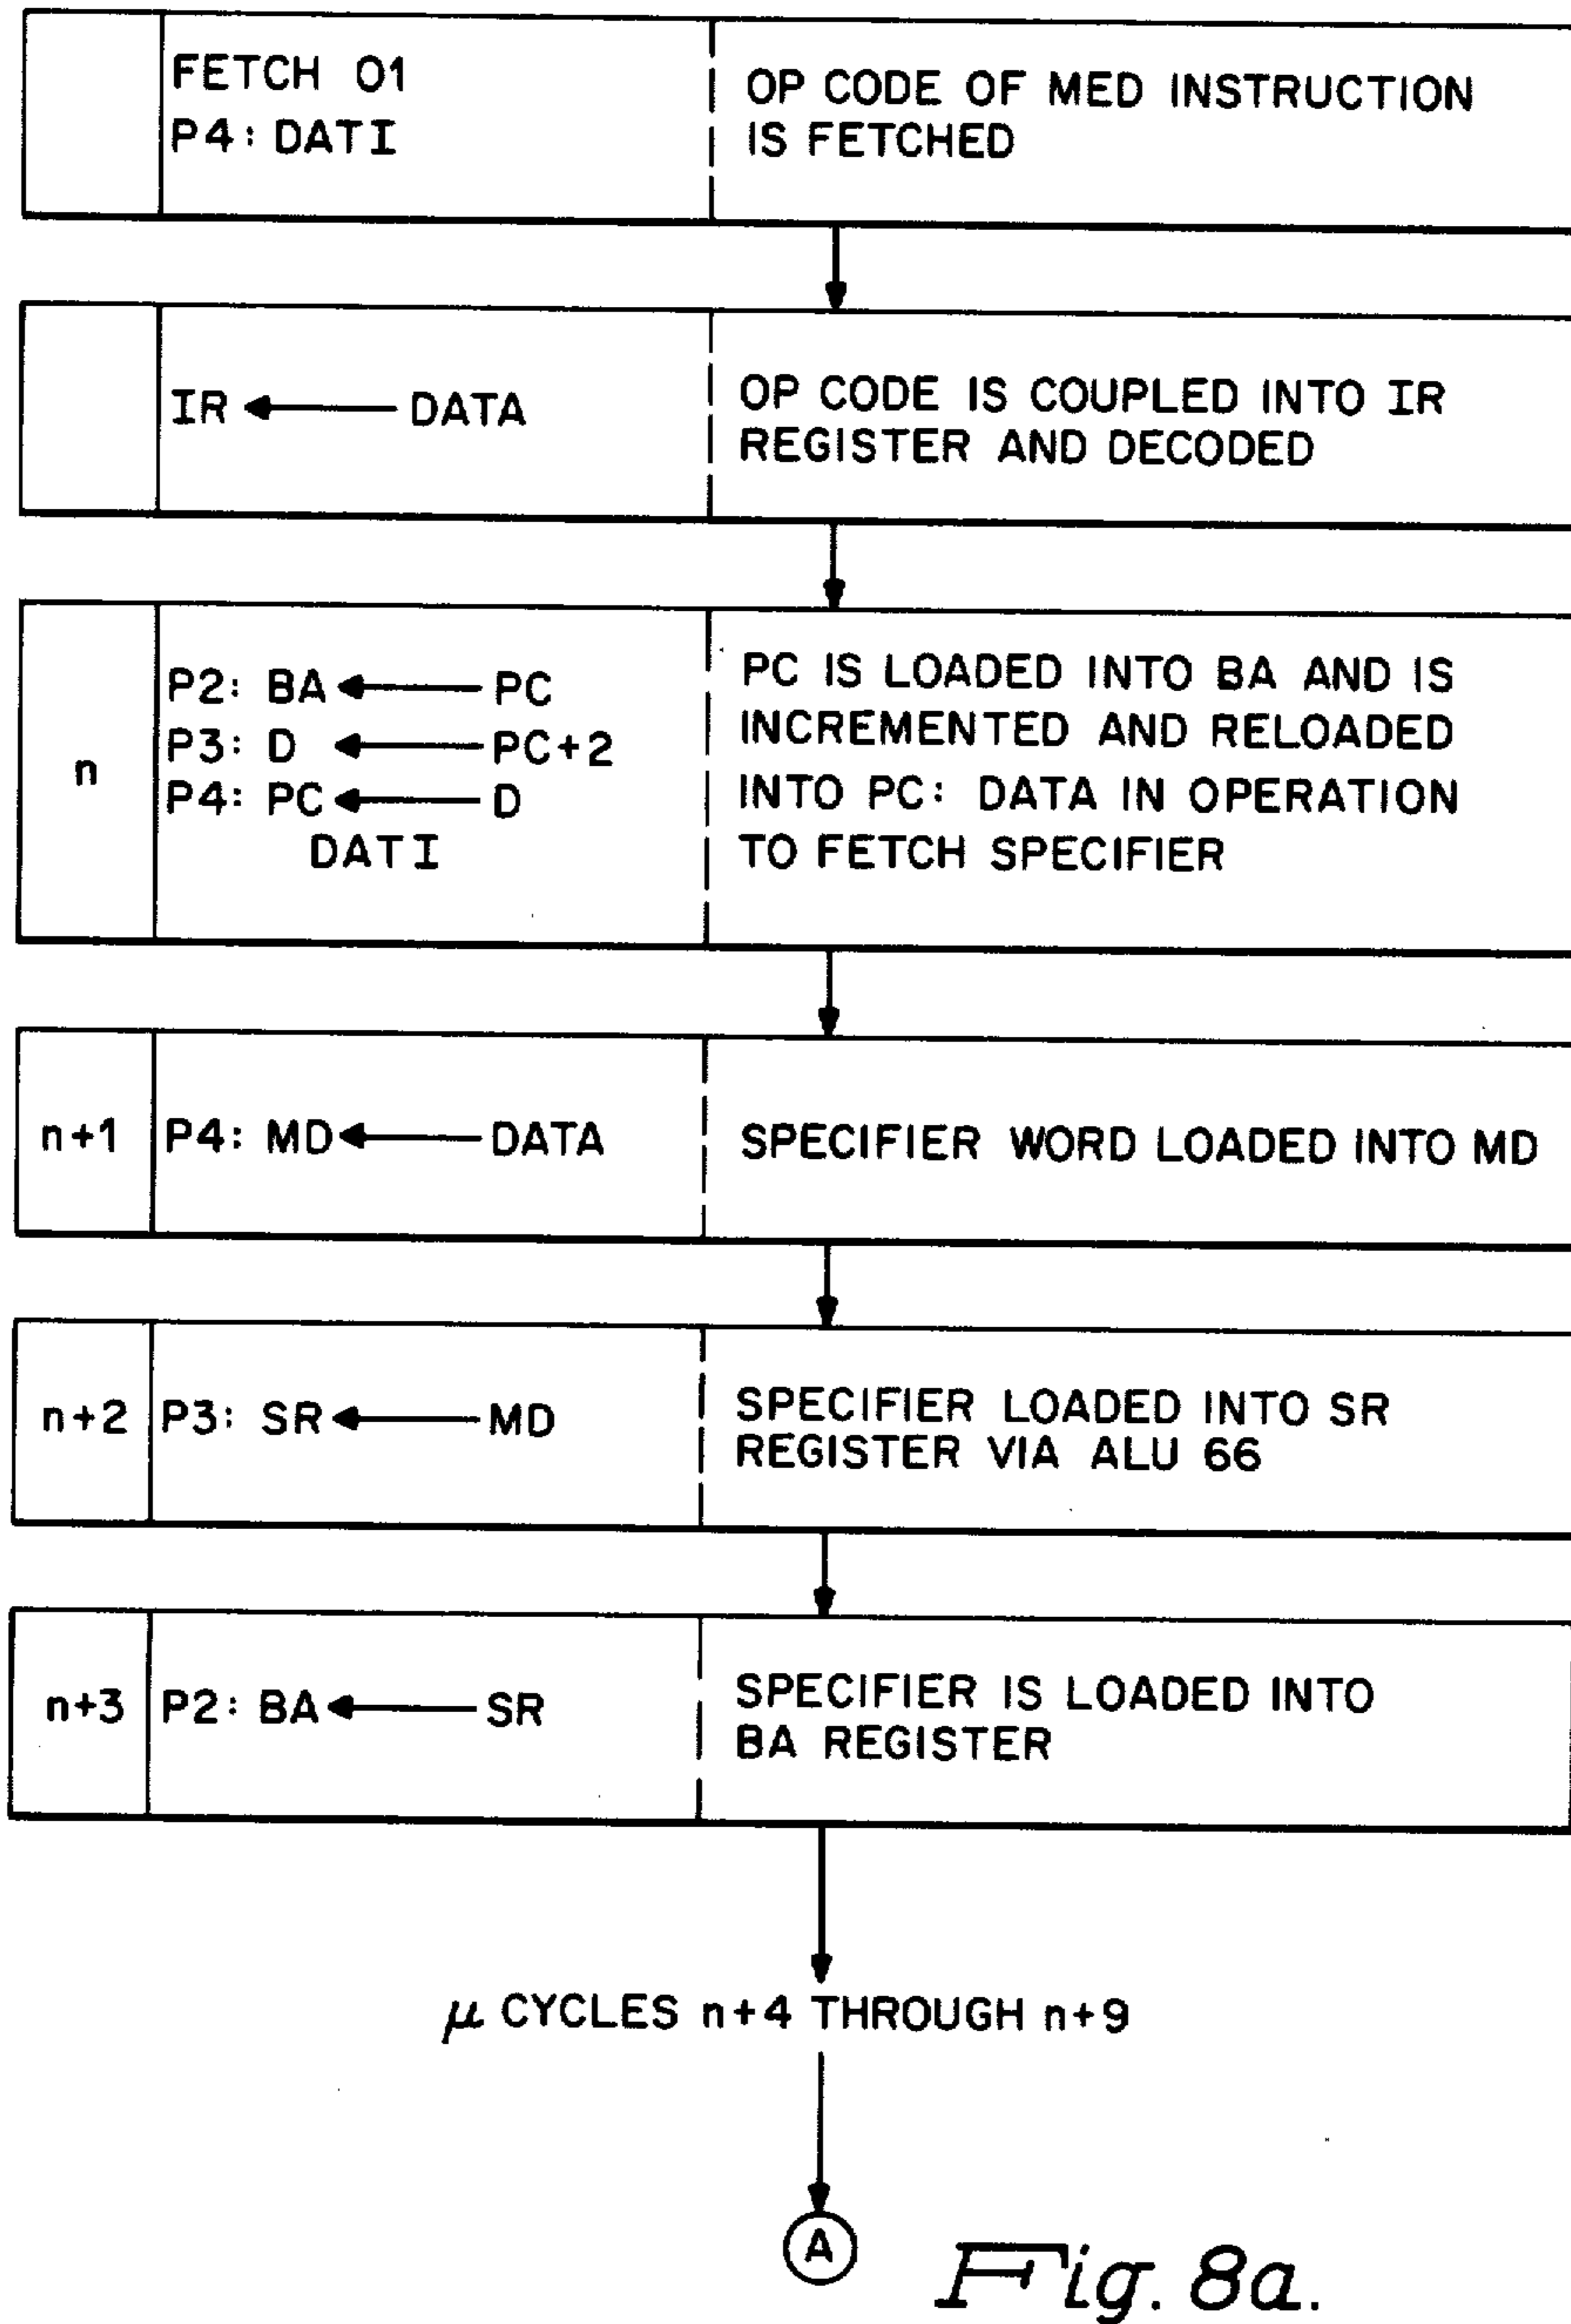 FETCH 01
P4: DATI
OP CODE OF MED INSTRUCTION
IS FETCHED
IR ← DATA
OP CODE IS COUPLED INTO IR
REGISTER AND DECODED
n
P2: BA ← PC
P3: D ← PC+2
P4: PC ← D
DATI
PC IS LOADED INTO BA AND IS
INCREMENTED AND RELOADED
INTO PC: DATA IN OPERATION
TO FETCH SPECIFIER
n+1
P4: MD ← DATA
SPECIFIER WORD LOADED INTO MD
n+2
P3: SR ← MD
SPECIFIER LOADED INTO SR
REGISTER VIA ALU 66
n+3
P2: BA ← SR
SPECIFIER IS LOADED INTO
BA REGISTER
μ CYCLES n+4 THROUGH n+9
A
Fig. 8a.